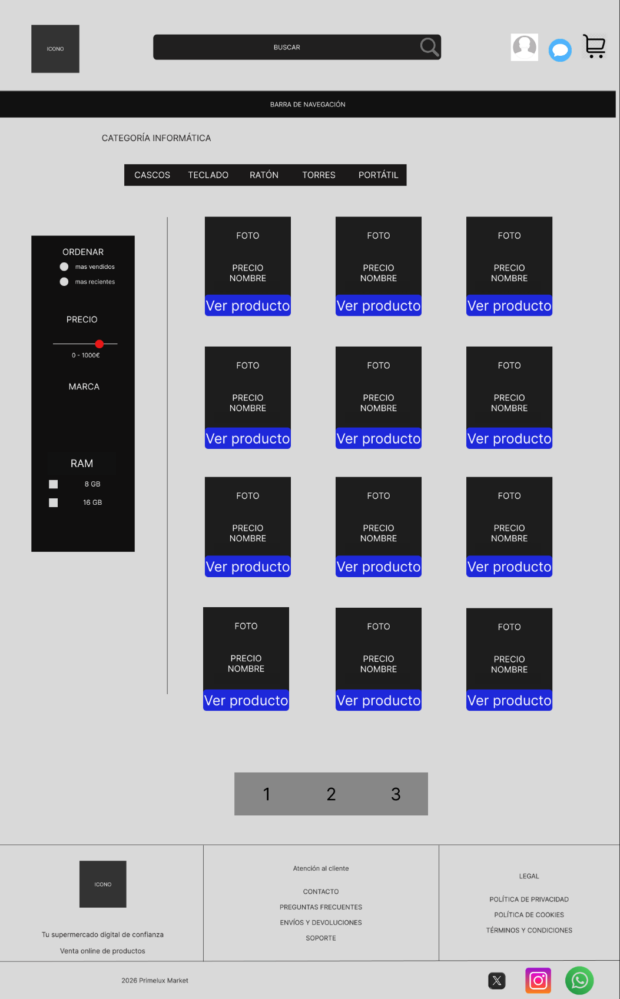 ICONO
BUSCAR
BARRA DE NAVEGACIÓN
CATEGORÍA INFORMÁTICA
CASCOS TECLADO RATÓN TORRES PORTÁTIL
ORDENAR
mas vendidos
mas recientes
PRECIO
0 - 1000€
MARCA
RAM
8 GB
16 GB
FOTO FOTO FOTO
PRECIO PRECIO PRECIO
NOMBRE NOMBRE NOMBRE
Ver producto Ver producto Ver producto
FOTO FOTO FOTO
PRECIO PRECIO PRECIO
NOMBRE NOMBRE NOMBRE
Ver producto Ver producto Ver producto
FOTO FOTO FOTO
PRECIO PRECIO PRECIO
NOMBRE NOMBRE NOMBRE
Ver producto Ver producto Ver producto
FOTO FOTO FOTO
PRECIO PRECIO PRECIO
NOMBRE NOMBRE NOMBRE
Ver producto Ver producto Ver producto
1 2 3
ICONO
Tu supermercado digital de confianza
Venta online de productos
Atención al cliente
CONTACTO
PREGUNTAS FRECUENTES
ENVÍOS Y DEVOLUCIONES
SOPORTE
LEGAL
POLÍTICA DE PRIVACIDAD
POLÍTICA DE COOKIES
TÉRMINOS Y CONDICIONES
2026 Primelux Market